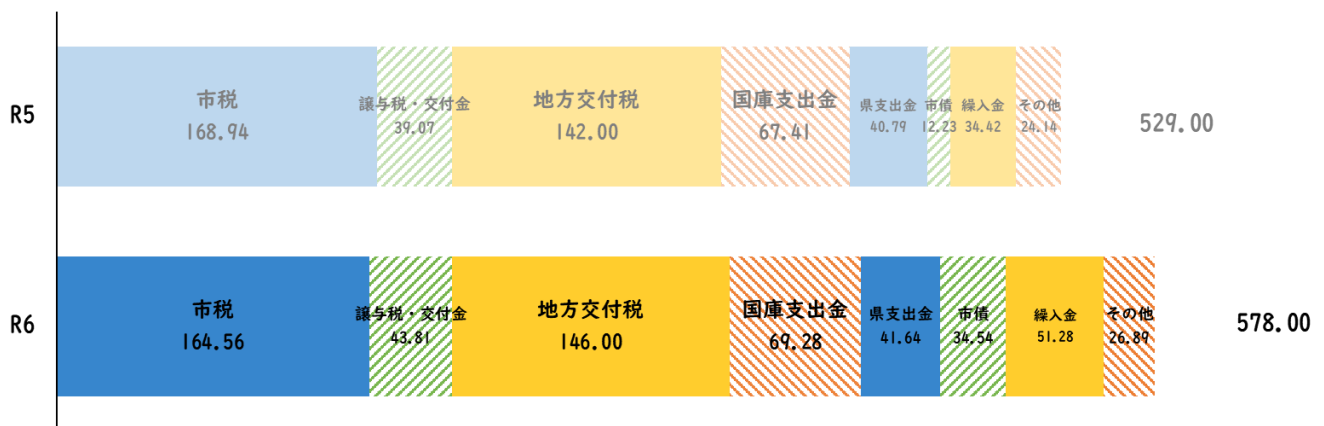 R5
市税
168.94
譲与税・交付金
39.07
地方交付税
142.00
国庫支出金
67.41
県支出金
40.79
市債
12.23
繰入金
34.42
その他
24.14
529.00
R6
市税
164.56
譲与税・交付金
43.81
地方交付税
146.00
国庫支出金
69.28
県支出金
41.64
市債
34.54
繰入金
51.28
その他
26.89
578.00